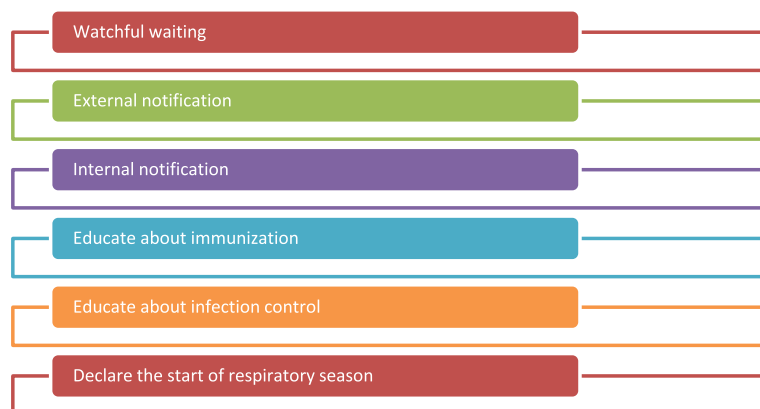 Watchful waiting
External notification
Internal notification
Educate about immunization
Educate about infection control
Declare the start of respiratory season